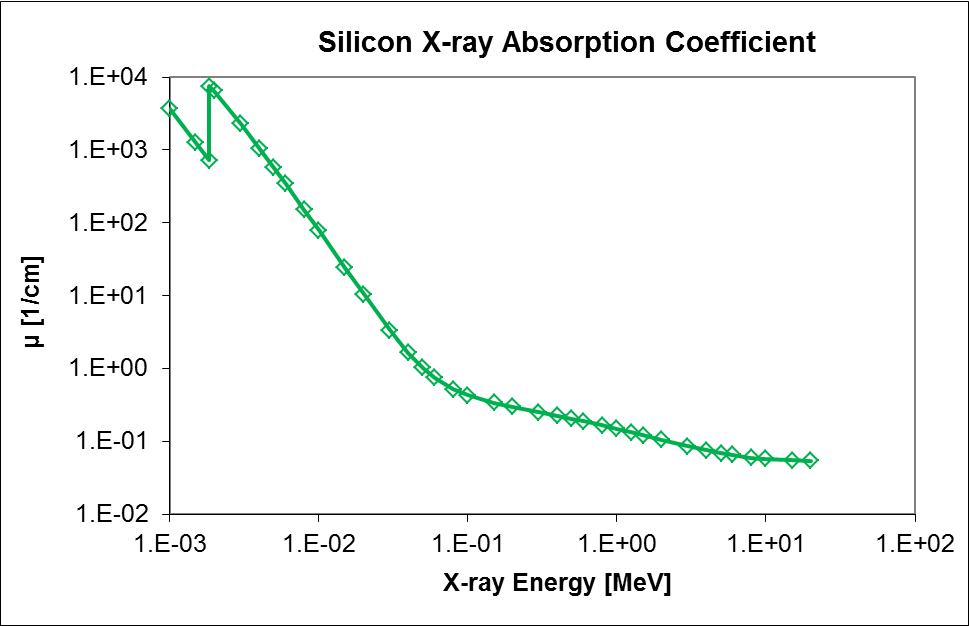 Silicon X-ray Absorption Coefficient
1.E+04
1.E+03
1.E+02
1.E+01
1.E+00
1.E-01
1.E-02
µ [1/cm]
1.E-03 1.E-02 1.E-01 1.E+00 1.E+01 1.E+02
X-ray Energy [MeV]